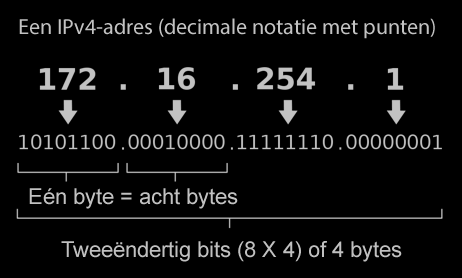 Een IPv4-adres (decimale notatie met punten)
172 . 16 . 254 . 1
10101100 .00010000 .11111110 .00000001
Eén byte = acht bytes
Tweeëndertig bits (8 X 4) of 4 bytes